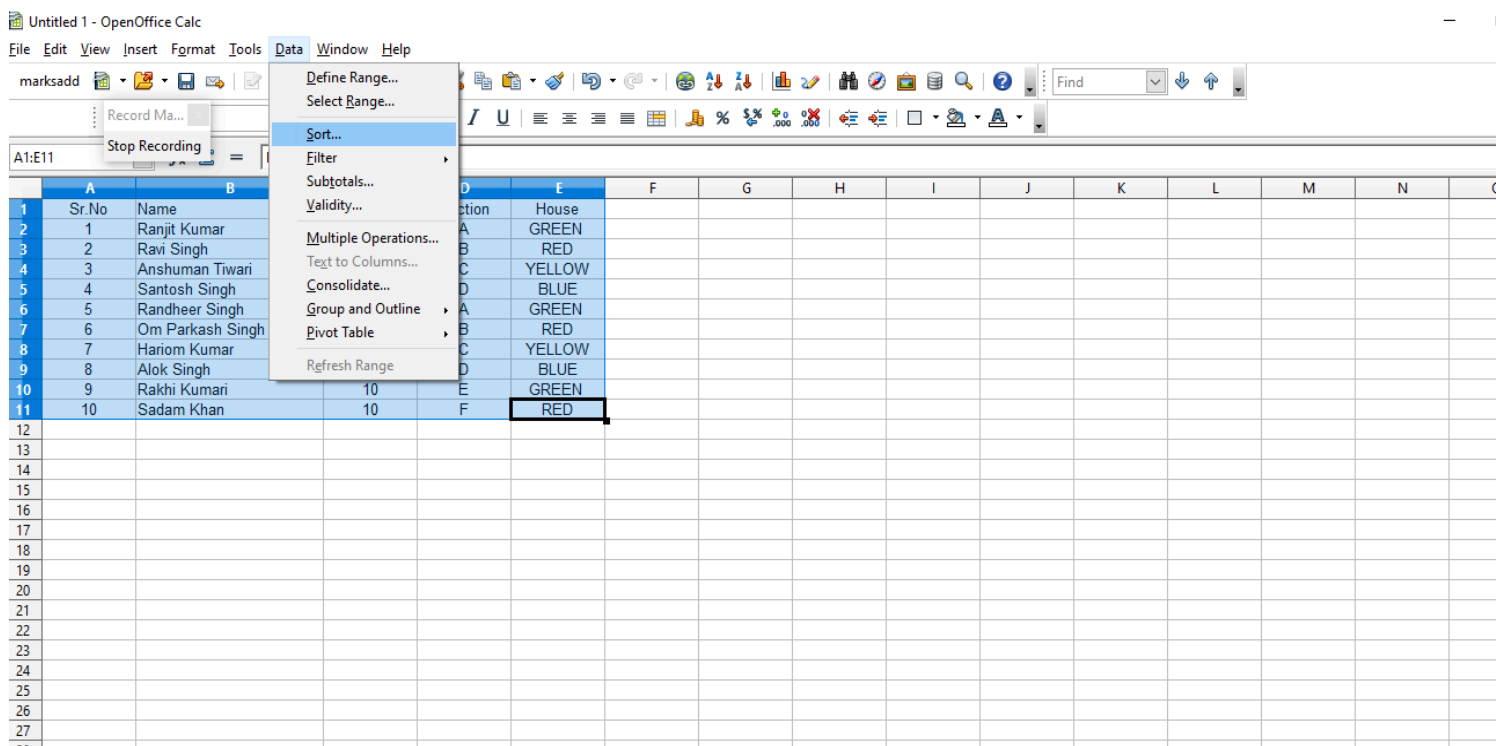 Untitled 1 - OpenOffice Calc
File Edit View Insert Format Tools Data Window Help
marksadd
Find
Record Ma...
Stop Recording
A1:E11
=
Define Range...
Select Range...
Sort...
Filter
Subtotals...
Validity...
Multiple Operations...
Text to Columns...
Consolidate...
Group and Outline
Pivot Table
Refresh Range
A B D E F G H I J K L M N
1 Sr.No Name ction House
2 1 Ranjit Kumar A GREEN
3 2 Ravi Singh B RED
4 3 Anshuman Tiwari C YELLOW
5 4 Santosh Singh D BLUE
6 5 Randheer Singh A GREEN
7 6 Om Parkash Singh B RED
8 7 Hariom Kumar C YELLOW
9 8 Alok Singh D BLUE
10 9 Rakhi Kumari 10 E GREEN
11 10 Sadam Khan 10 F RED
12
13
14
15
16
17
18
19
20
21
22
23
24
25
26
27